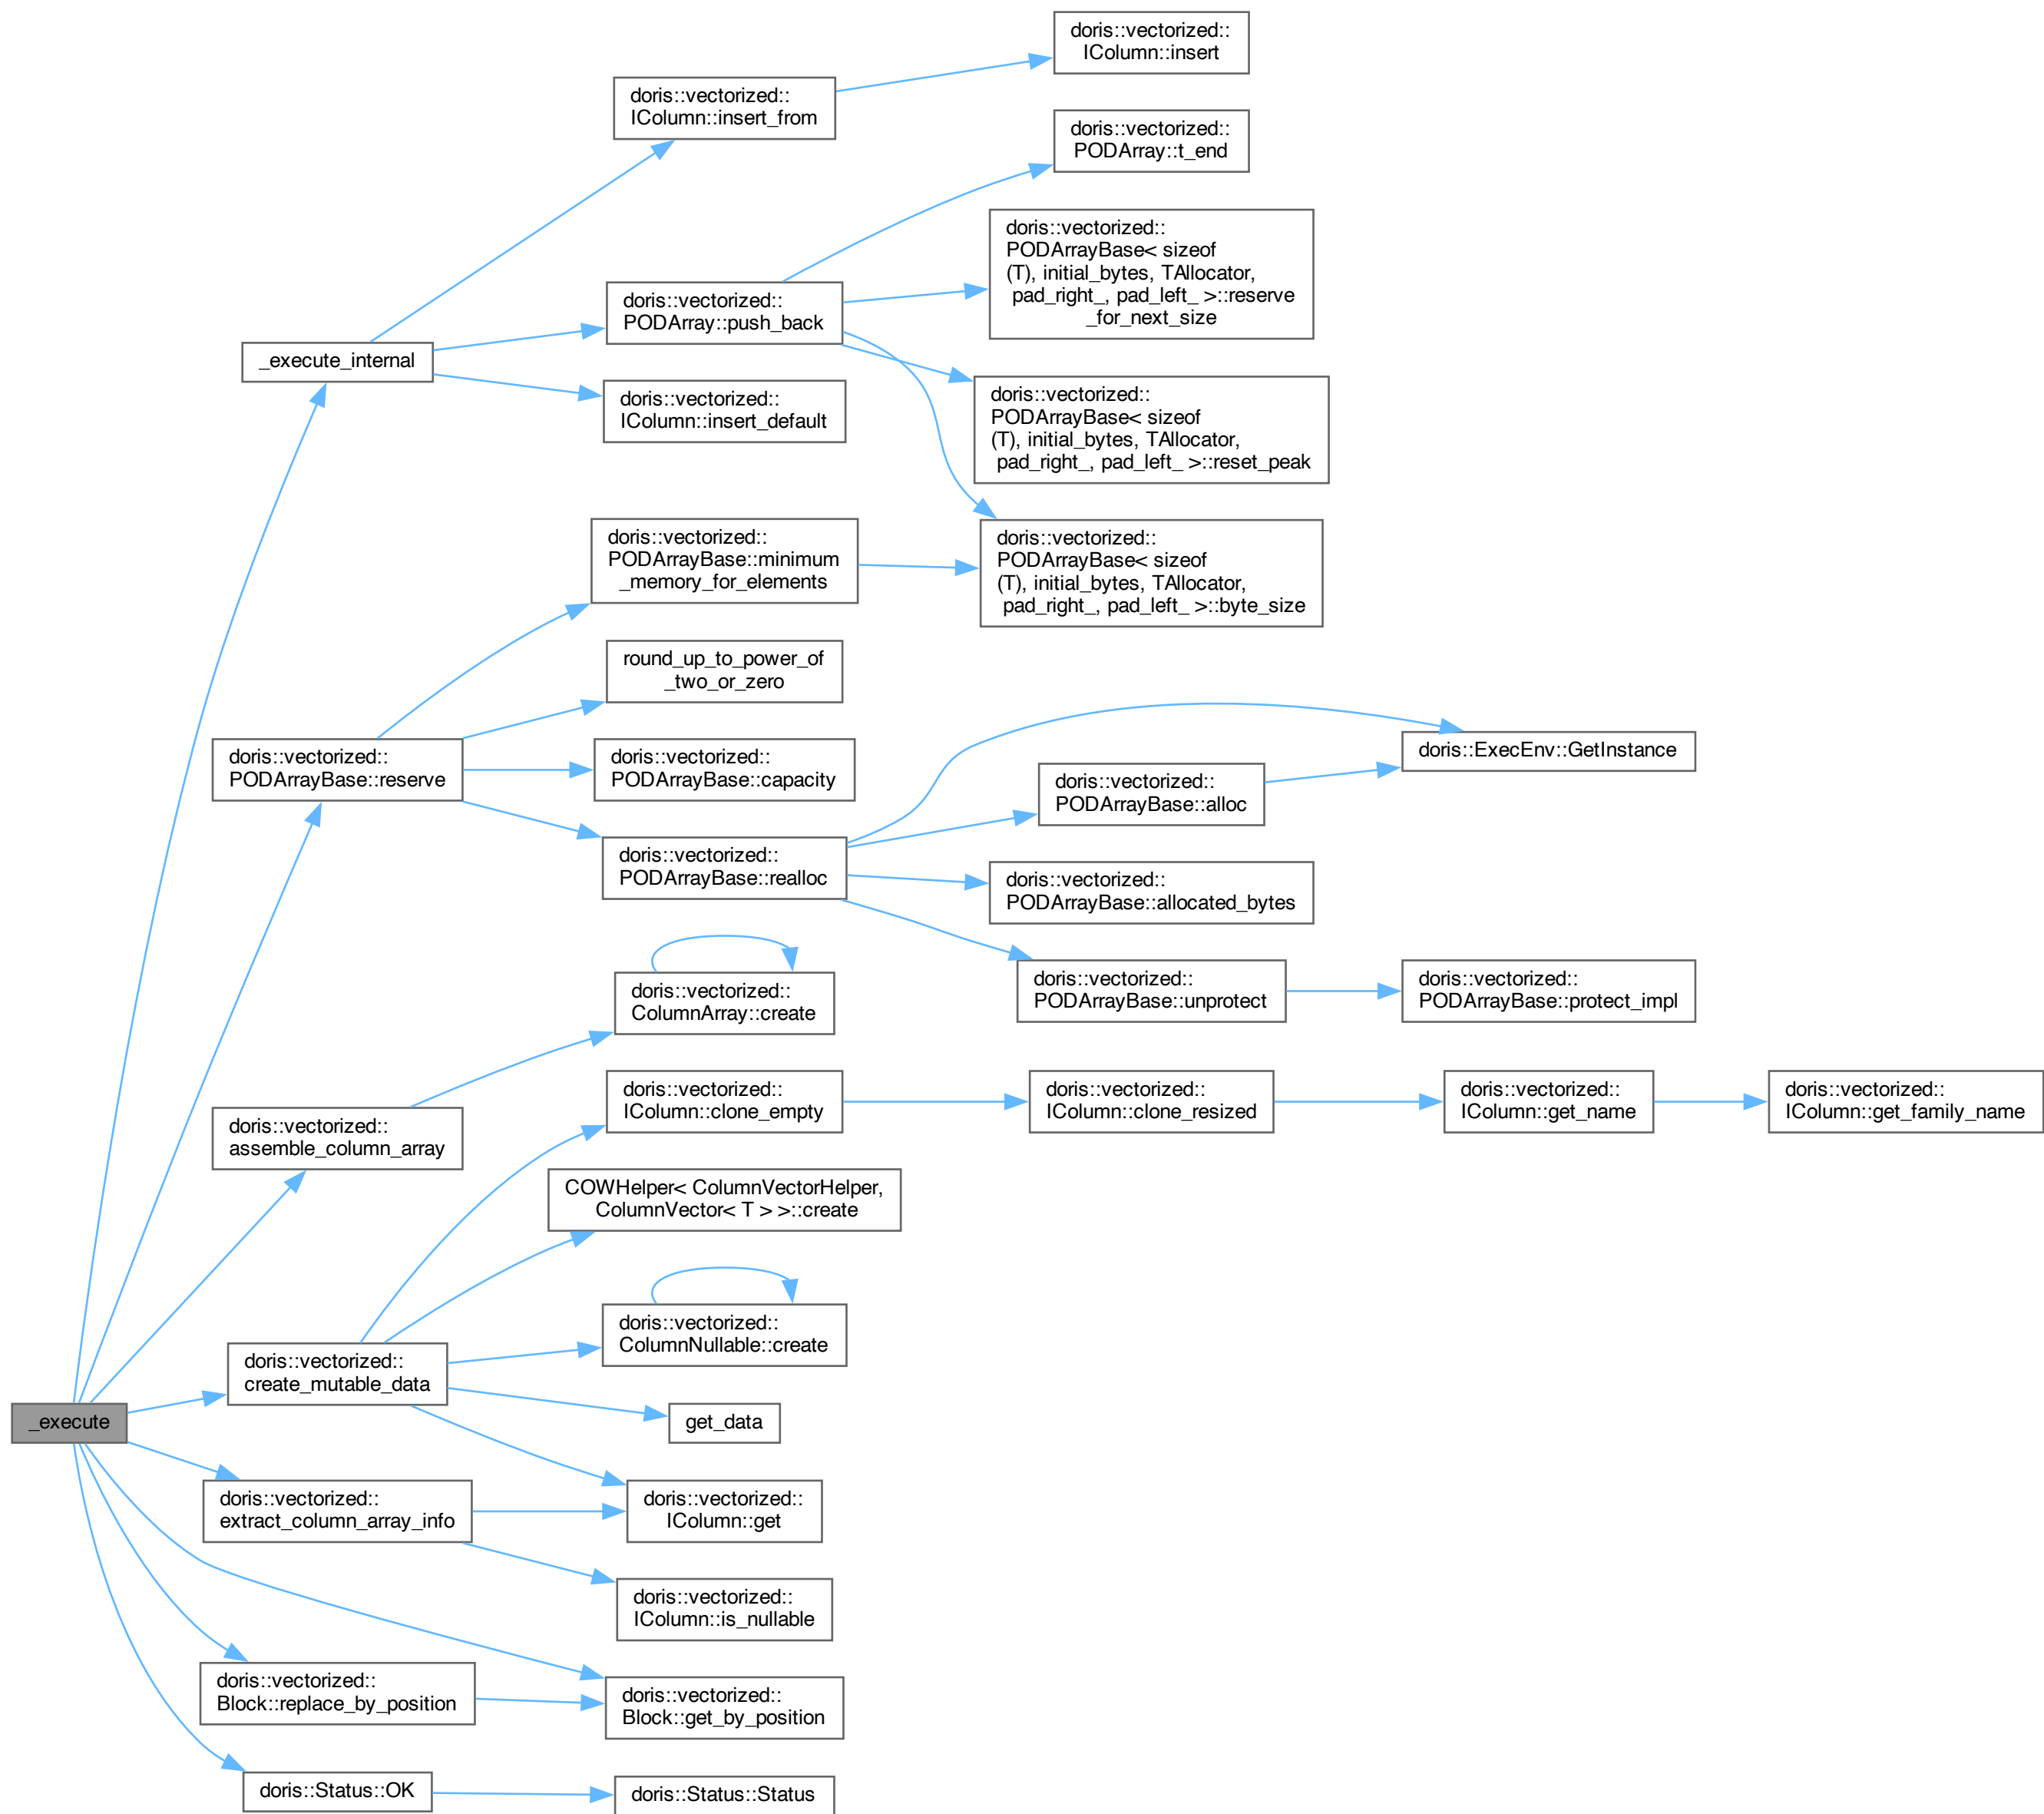 doris::vectorized::
IColumn::insert
doris::vectorized::
IColumn::insert_from
doris::vectorized::
PODArray::t_end
doris::vectorized::
PODArrayBase< sizeof
(T), initial_bytes, TAllocator,
pad_right_, pad_left_ >::reserve
_for_next_size
doris::vectorized::
PODArray::push_back
_execute_internal
doris::vectorized::
PODArrayBase< sizeof
(T), initial_bytes, TAllocator,
pad_right_, pad_left_ >::reset_peak
doris::vectorized::
IColumn::insert_default
doris::vectorized::
PODArrayBase::minimum
_memory_for_elements
doris::vectorized::
PODArrayBase< sizeof
(T), initial_bytes, TAllocator,
pad_right_, pad_left_ >::byte_size
round_up_to_power_of
_two_or_zero
doris::vectorized::
PODArrayBase::reserve
doris::vectorized::
PODArrayBase::capacity
doris::ExecEnv::GetInstance
doris::vectorized::
PODArrayBase::alloc
doris::vectorized::
PODArrayBase::realloc
doris::vectorized::
PODArrayBase::allocated_bytes
doris::vectorized::
ColumnArray::create
doris::vectorized::
PODArrayBase::unprotect
doris::vectorized::
PODArrayBase::protect_impl
doris::vectorized::
assemble_column_array
doris::vectorized::
IColumn::clone_empty
doris::vectorized::
IColumn::clone_resized
doris::vectorized::
IColumn::get_name
doris::vectorized::
IColumn::get_family_name
COWHelper< ColumnVectorHelper,
ColumnVector< T > >::create
doris::vectorized::
ColumnNullable::create
doris::vectorized::
create_mutable_data
_execute
get_data
doris::vectorized::
extract_column_array_info
doris::vectorized::
IColumn::get
doris::vectorized::
IColumn::is_nullable
doris::vectorized::
Block::replace_by_position
doris::vectorized::
Block::get_by_position
doris::Status::OK
doris::Status::Status